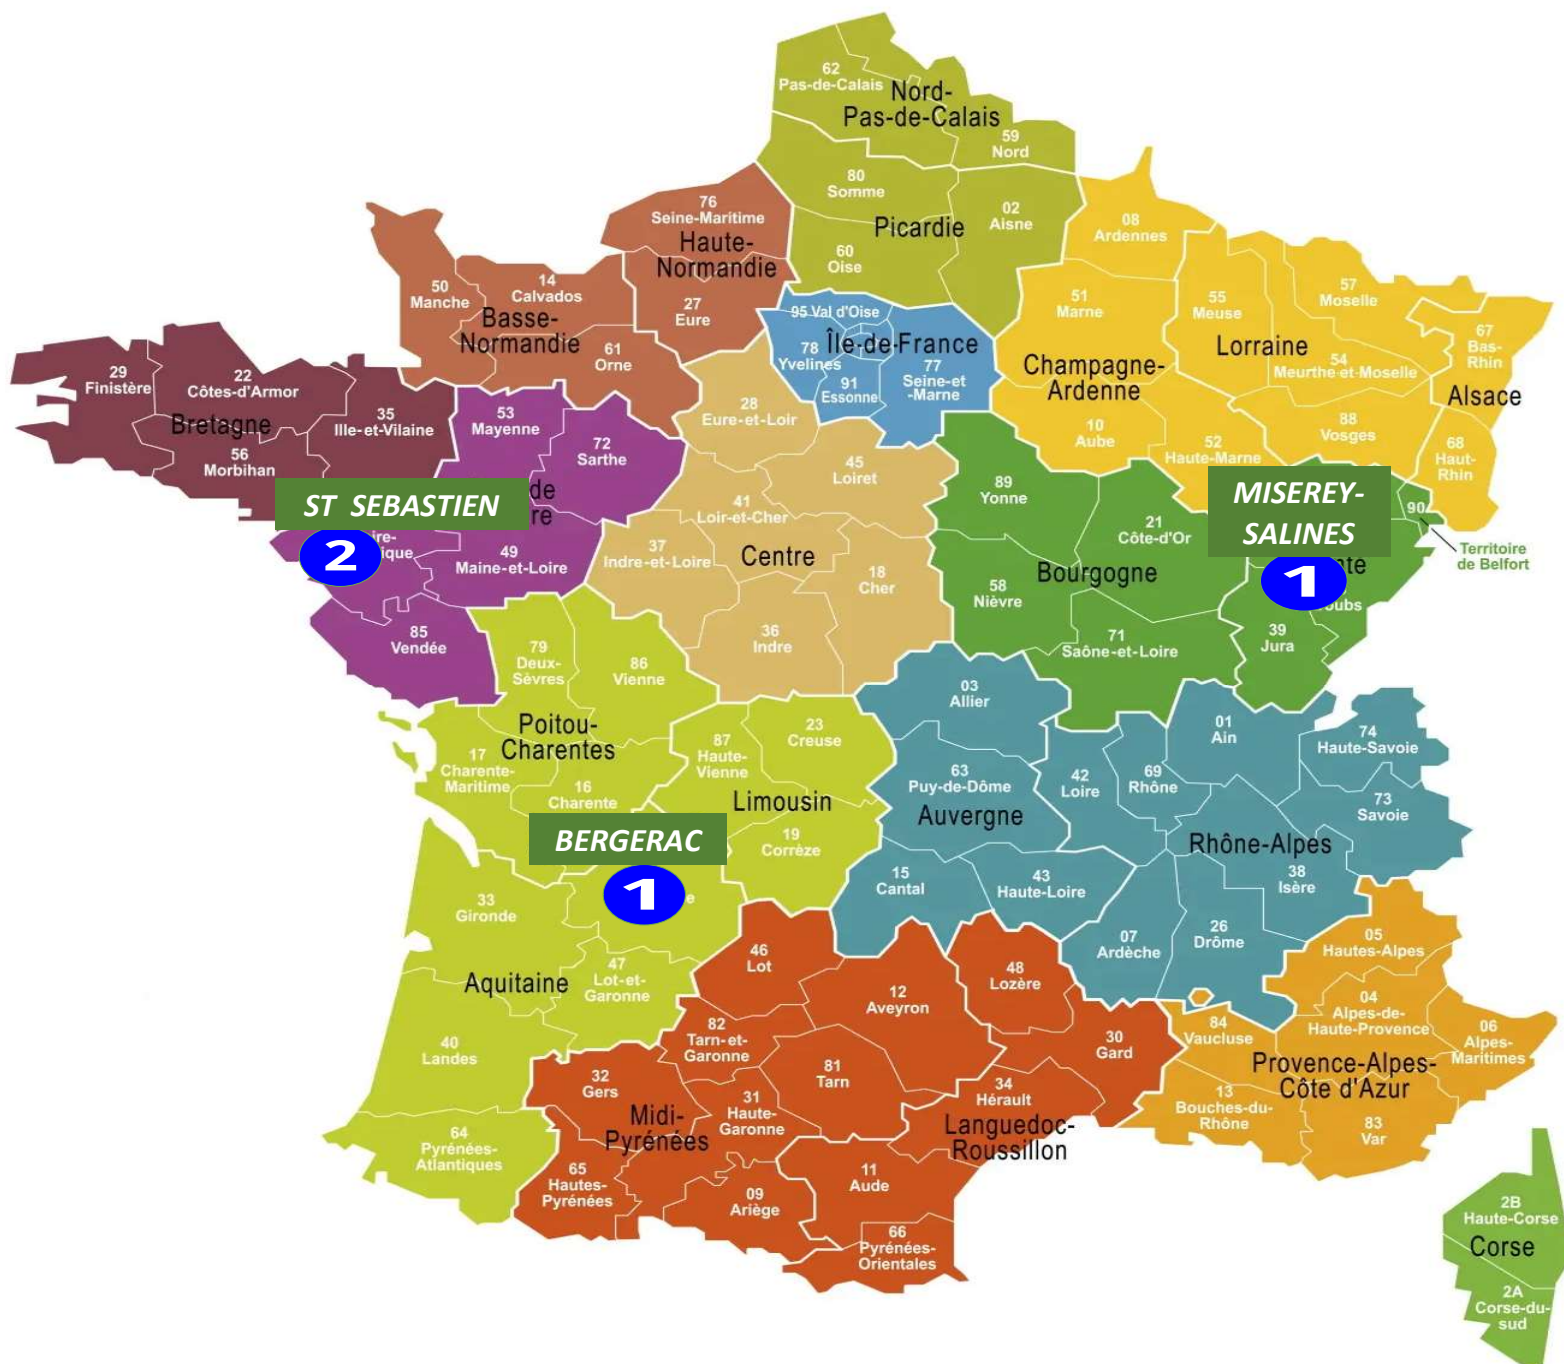 62
Pas-de-Calais
Nord-
Pas-de-Calais
59
Nord
80
Somme
02
Aisne
Picardie
60
Oise
76
Seine-Maritime
Haute-
Normandie
27
Eure
50
Manche
14
Calvados
Basse-
Normandie
61
Orne
08
Ardennes
51
Marne
55
Meuse
57
Moselle
67
Bas-
Rhin
Lorraine
54
Meurthe-et-Moselle
Champagne-
Ardenne
Alsace
10
Aube
52
Haute-Marne
88
Vosges
68
Haut-
Rhin
95 Val d'Oise
Île-de-France
78
Yvelines
91
Essonne
77
Seine-et
-Marne
29
Finistère
22
Côtes-d'Armor
Bretagne
35
Ille-et-Vilaine
56
Morbihan
53
Mayenne
72
Sarthe
de
re
ST SEBASTIEN
2
ire-
ique
49
Maine-et-Loire
85
Vendée
28
Eure-et-Loir
45
Loiret
41
Loir-et-Cher
37
Indre-et-Loire
Centre
18
Cher
36
Indre
89
Yonne
21
Côte-d'Or
Bourgogne
58
Nièvre
71
Saône-et-Loire
MISEREY-
SALINES
1
nte
oubs
90
Territoire
de Belfort
39
Jura
79
Deux-
Sèvres
86
Vienne
Poitou-
Charentes
17
Charente-
Maritime
16
Charente
87
Haute-
Vienne
23
Creuse
Limousin
19
Corrèze
BERGERAC
1
e
33
Gironde
Aquitaine
47
Lot-et-
Garonne
40
Landes
64
Pyrénées-
Atlantiques
03
Allier
63
Puy-de-Dôme
Auvergne
15
Cantal
43
Haute-Loire
42
Loire
69
Rhône
01
Ain
74
Haute-Savoie
73
Savoie
Rhône-Alpes
38
Isère
07
Ardèche
26
Drôme
46
Lot
12
Aveyron
48
Lozère
30
Gard
82
Tarn-et-
Garonne
81
Tarn
32
Gers
31
Haute-
Garonne
Midi-
Pyrénées
65
Hautes-
Pyrénées
09
Ariège
34
Hérault
Languedoc-
Roussillon
11
Aude
66
Pyrénées-
Orientales
05
Hautes-Alpes
04
Alpes-de-
Haute-Provence
06
Alpes-
Maritimes
84
Vaucluse
Provence-Alpes-
Côte d'Azur
13
Bouches-du-
Rhône
83
Var
2B
Haute-Corse
Corse
2A
Corse-du-
sud